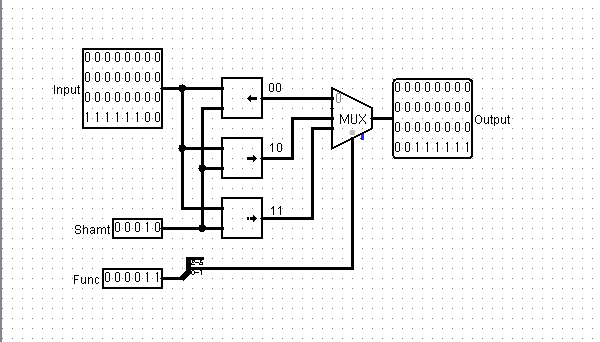 0 0 0 0 0 0 0 0
0 0 0 0 0 0 0 0
0 0 0 0 0 0 0 0
1 1 1 1 1 1 0 0
Input
00
10
11
0
MUX
0 0 0 0 0 0 0 0
0 0 0 0 0 0 0 0
0 0 0 0 0 0 0 0
0 0 1 1 1 1 1 1
Output
Shamt
0 0 0 1 0
Func
0 0 0 0 1 1